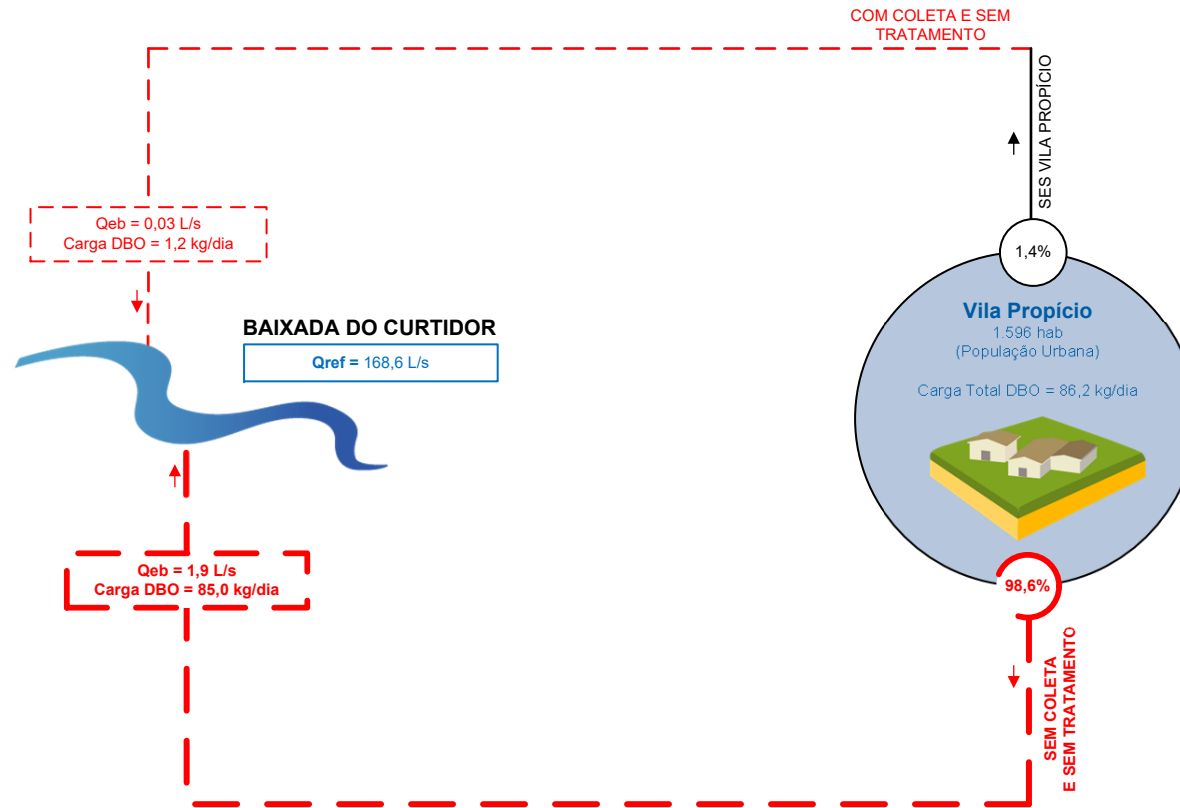 COM COLETA E SEM
TRATAMENTO
SES VILA PROPÍCIO
Qeb = 0,03 L/s
Carga DBO = 1,2 kg/dia
1,4%
BAIXADA DO CURTIDOR
Qref = 168,6 L/s
Vila Propício
1.596 hab
(População Urbana)
Carga Total DBO = 86,2 kg/dia
Qeb = 1,9 L/s
Carga DBO = 85,0 kg/dia
98,6%
SEM COLETA
E SEM TRATAMENTO